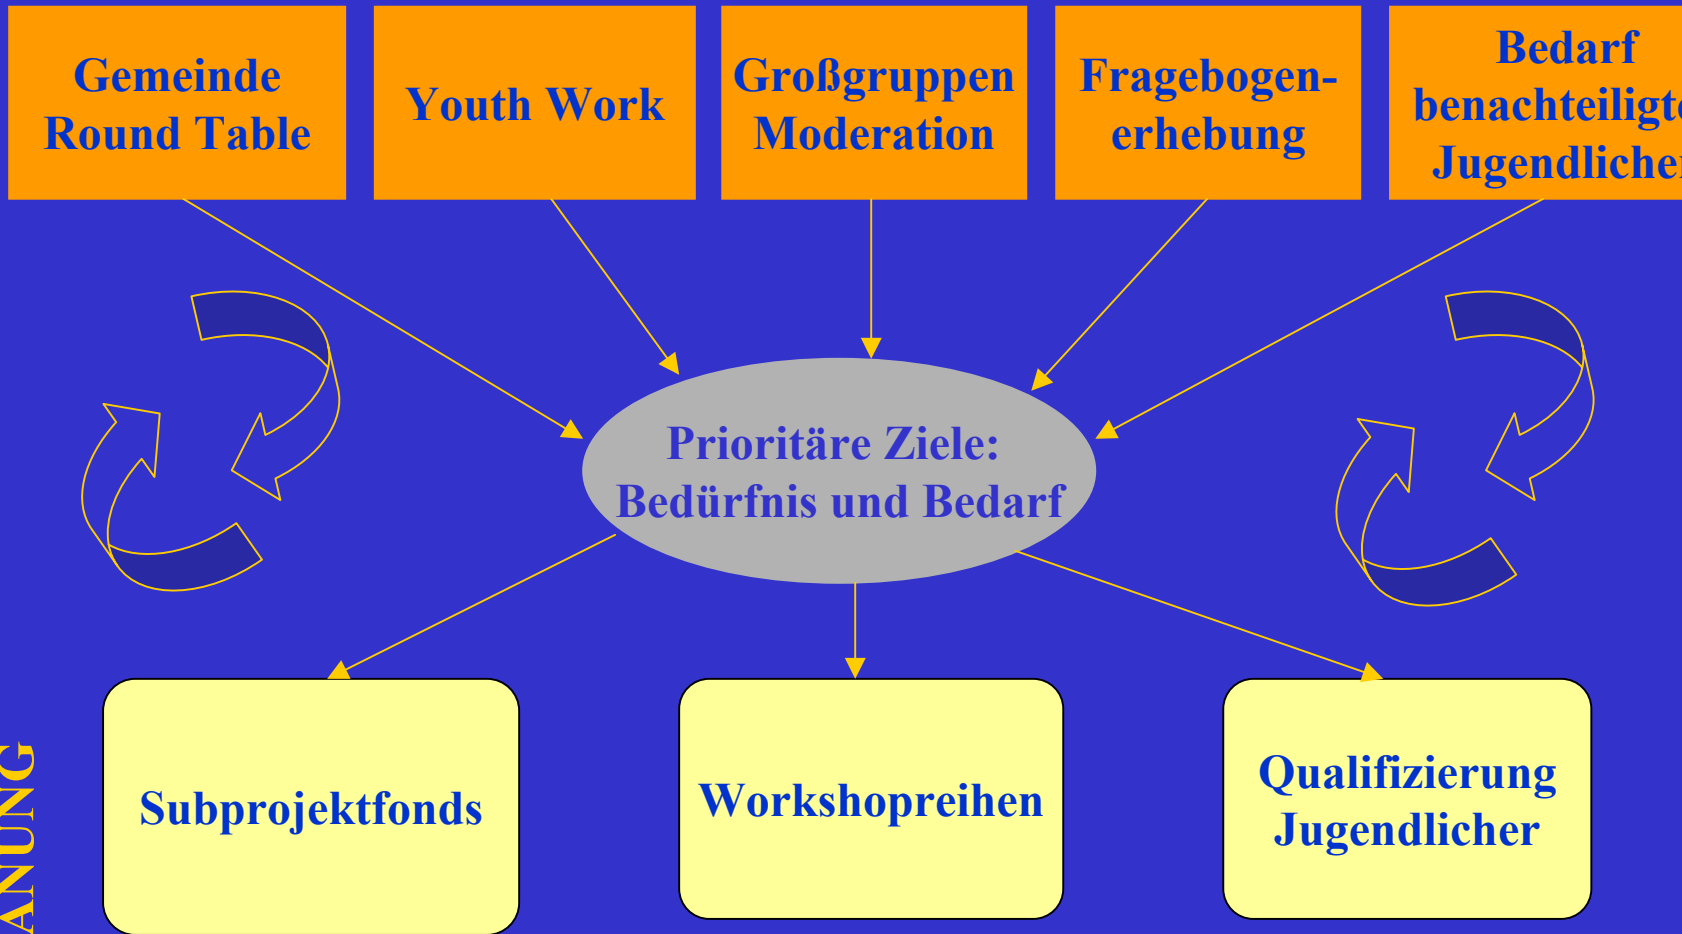 Gemeinde
Round Table
Youth Work
Großgruppen
Moderation
Fragebogen-
erhebung
Bedarf
Prioritäre Ziele:
Bedürfnis und Bedarf
Subprojektfonds
Workshopreihen
Qualifizierung
Jugendlicher